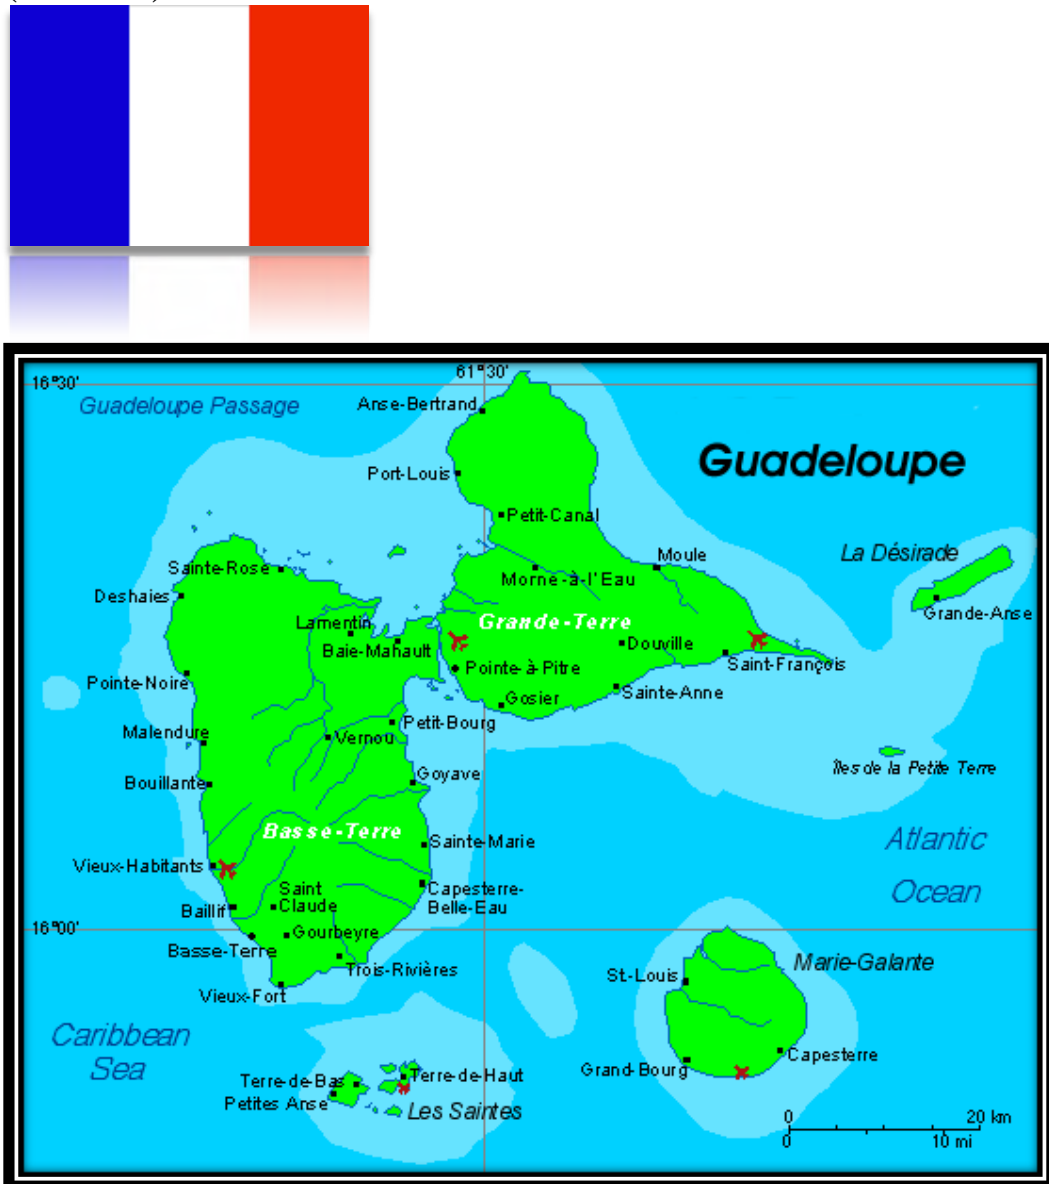 61°30'
16°30'
Guadeloupe Passage
Anse-Bertrand
Guadeloupe
Port-Louis
Petit-Canal
La Désirade
Moule
Sainte-Rose
Morne-à-l'Eau
Deshaies
Grande-Anse
Lamentin
Grande-Terre
Baie-Mahault
Douville
Saint-François
Pointe-à-Pitre
Pointe-Noire
Sainte-Anne
Gosier
Petit-Bourg
Malendure
Vernou
Îles de la Petite Terre
Goyave
Bouillante
Basse-Terre
Atlantic
Ocean
Sainte-Marie
Vieux-Habitants
Saint
Claude
Capesterre-
Belle-Eau
Baillif
16°00'
Gourbeyre
Basse-Terre
Trois-Rivières
Marie-Galante
St-Louis
Vieux-Fort
Caribbean
Sea
Capesterre
Grand-Bourg
Terre-de-Bas
Terre-de-Haut
Petites Anse
Les Saintes
0 20 km
0 10 mi